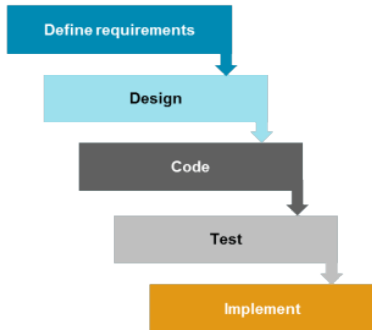 Define requirements
Design
Code
Test
Implement